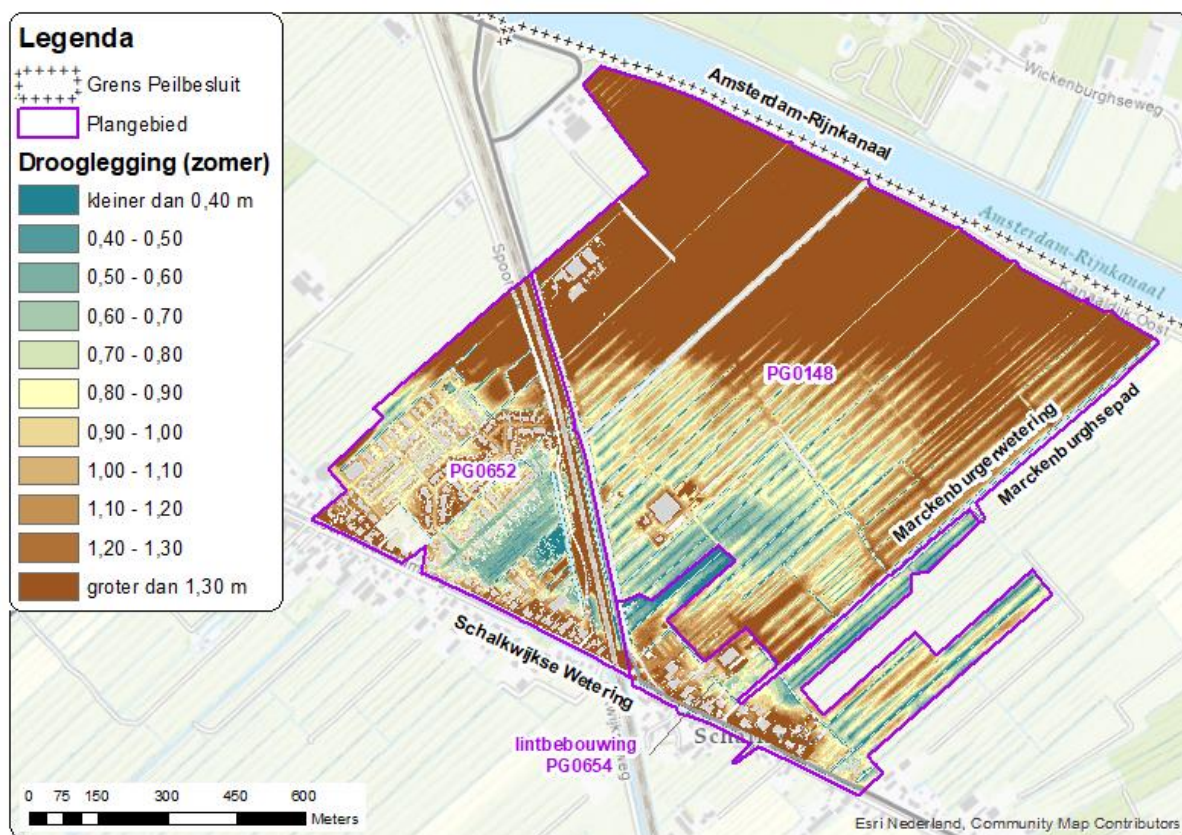 Legenda
Grens Peilbesluit
Plangebied
Drooglegging (zomer)
kleiner dan 0,40 m
0,40 - 0,50
0,50 - 0,60
0,60 - 0,70
0,70 - 0,80
0,80 - 0,90
0,90 - 1,00
1,00 - 1,10
1,10 - 1,20
1,20 - 1,30
groter dan 1,30 m
Amsterdam-Rijnkanaal
Wickenburghseweg
Amsterdam-Rijnkanaal
Kanaaldijk Oost
Spoor
PG0148
Marckenburgerwetering
Marckenburghsepad
PG0652
Schalkwijkse Wetering
lintbebouwing
PG0654
0 75 150 300 450 600
Meters
Esri Nederland, Community Map Contributors